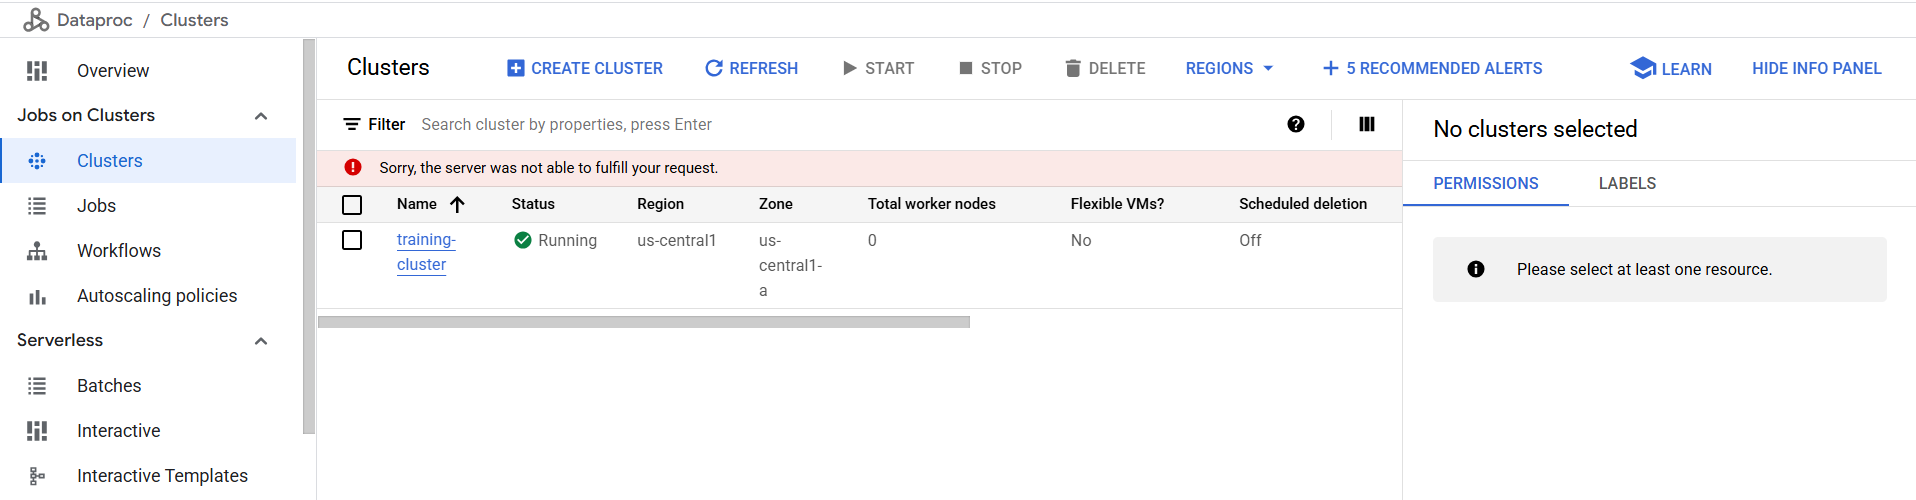 Dataproc / Clusters
Overview
Jobs on Clusters
Clusters
Jobs
Workflows
Autoscaling policies
Serverless
Batches
Interactive
Interactive Templates
Clusters CREATE CLUSTER REFRESH START STOP DELETE REGIONS 5 RECOMMENDED ALERTS LEARN HIDE INFO PANEL
Filter Search cluster by properties, press Enter
Sorry, the server was not able to fulfill your request.
Name Status Region Zone Total worker nodes Flexible VMs? Scheduled deletion
training- Running us-central1 us- 0 No Off
cluster central1-
a
No clusters selected
PERMISSIONS LABELS
Please select at least one resource.